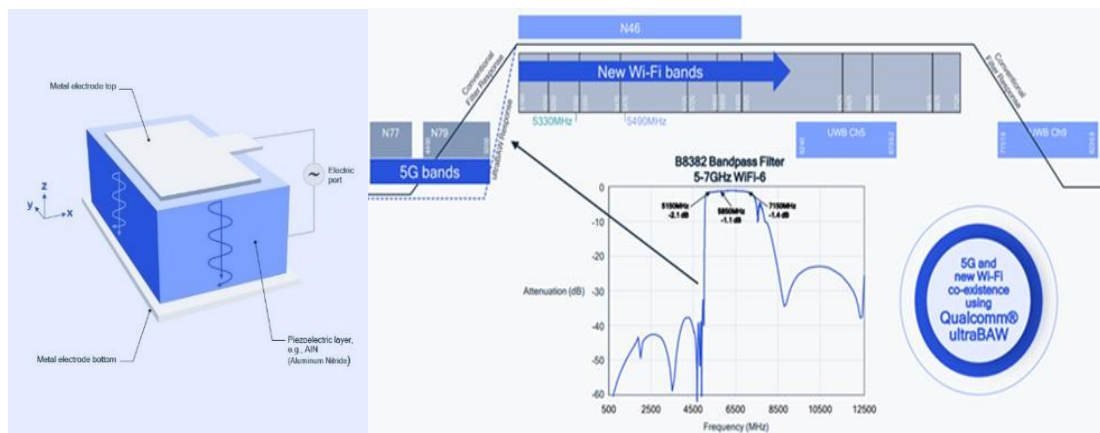 Metal electrode top
Electric
port
z
y
x
~
Piezoelectric layer,
e.g., AlN
(Aluminum Nitride)
Metal electrode bottom
N46
Conventional
Filter Response
New Wi-Fi bands
Conventional
Filter Response
5330MHz
5490MHz
ultraBAW Response
N77
N79
5G bands
UWB Ch5
UWB Ch9
B8382 Bandpass Filter
5-7GHz WiFi-6
5150MHz
-2.1 dB
5850MHz
-1.1 dB
7150MHz
-1.4 dB
Attenuation (dB)
0
-10
-20
-30
-40
-50
-60
500
2500
4500
6500
8500
10500
12500
Frequency (MHz)
5G and
new Wi-Fi
co-existence
using
Qualcomm®
ultraBAW